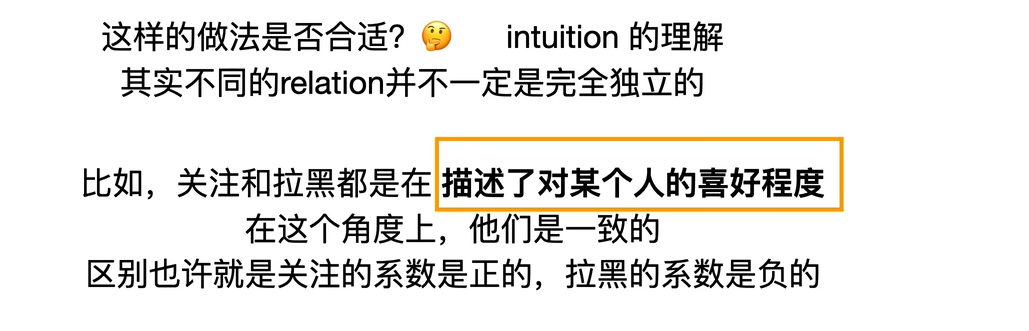 这样的做法是否合适？🤔 intuition 的理解
其实不同的relation并不一定是完全独立的
比如，关注和拉黑都是在 描述了对某个人的喜好程度
在这个角度上，他们是一致的
区别也许就是关注的系数是正的，拉黑的系数是负的